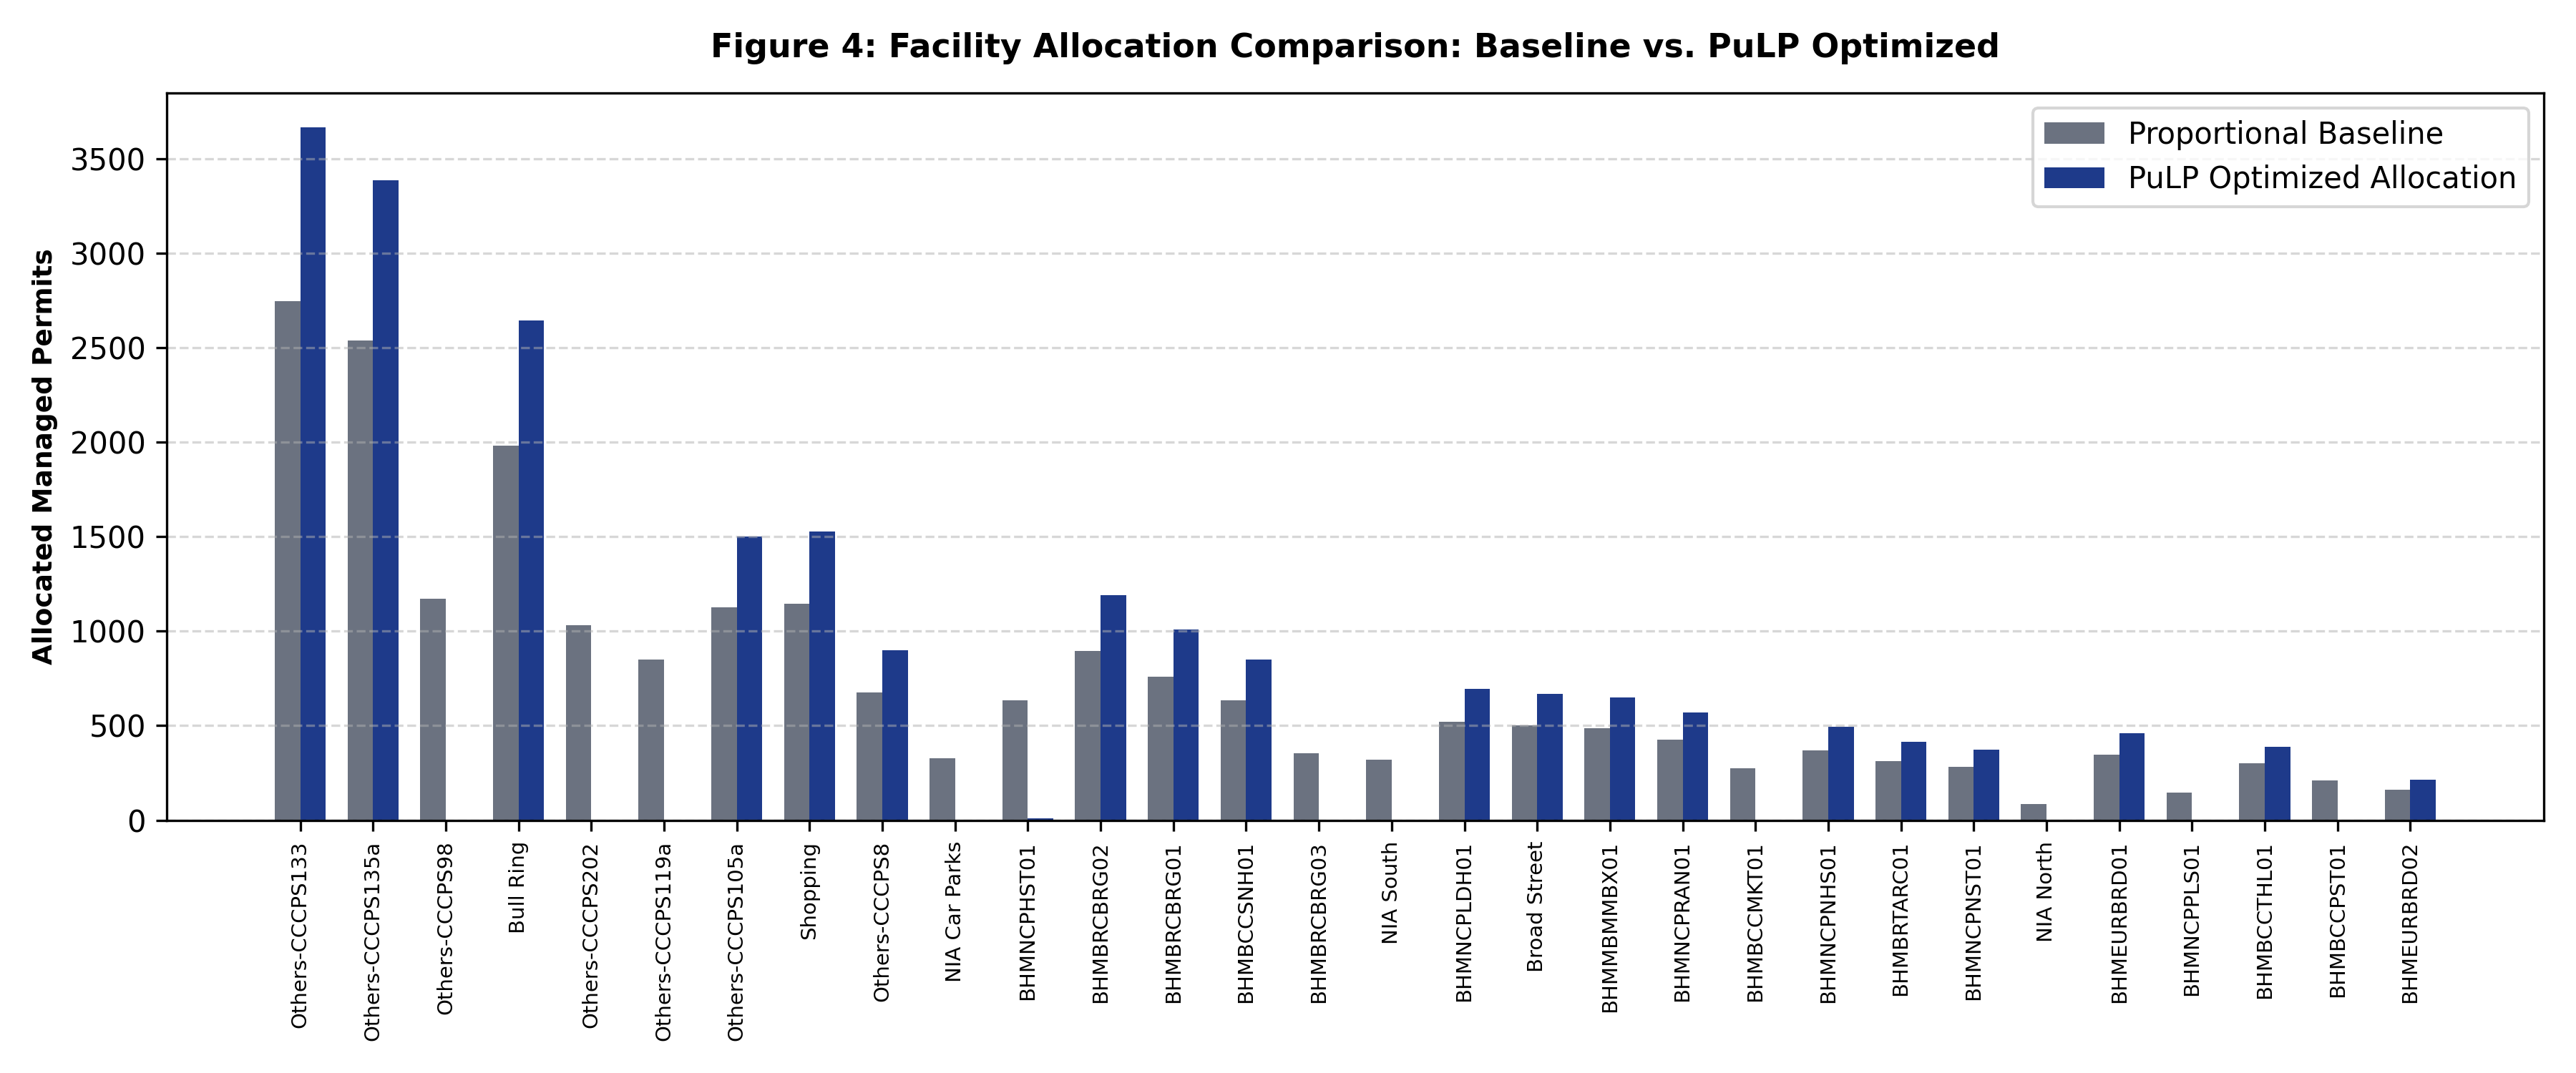 Figure 4: Facility Allocation Comparison: Baseline vs. PuLP Optimized
Proportional Baseline
PuLP Optimized Allocation
Allocated Managed Permits
3500
3000
2500
2000
1500
1000
500
0
Others-CCCPS133
Others-CCCPS135a
Others-CCCPS98
Bull Ring
Others-CCCPS202
Others-CCCPS119a
Others-CCCPS105a
Shopping
Others-CCCPS8
NIA Car Parks
BHMNCPHST01
BHMBRCBRG02
BHMBRCBRG01
BHMBCCSNH01
BHMBRCBRG03
NIA South
BHMNCPLDH01
Broad Street
BHMMBMMBX01
BHMNCPRAN01
BHMBCCMKT01
BHMNCPNHS01
BHMBRTARC01
BHMNCPNST01
NIA North
BHMEURBRD01
BHMNCPPLS01
BHMBCCTHL01
BHMBCCPST01
BHMEURBRD02